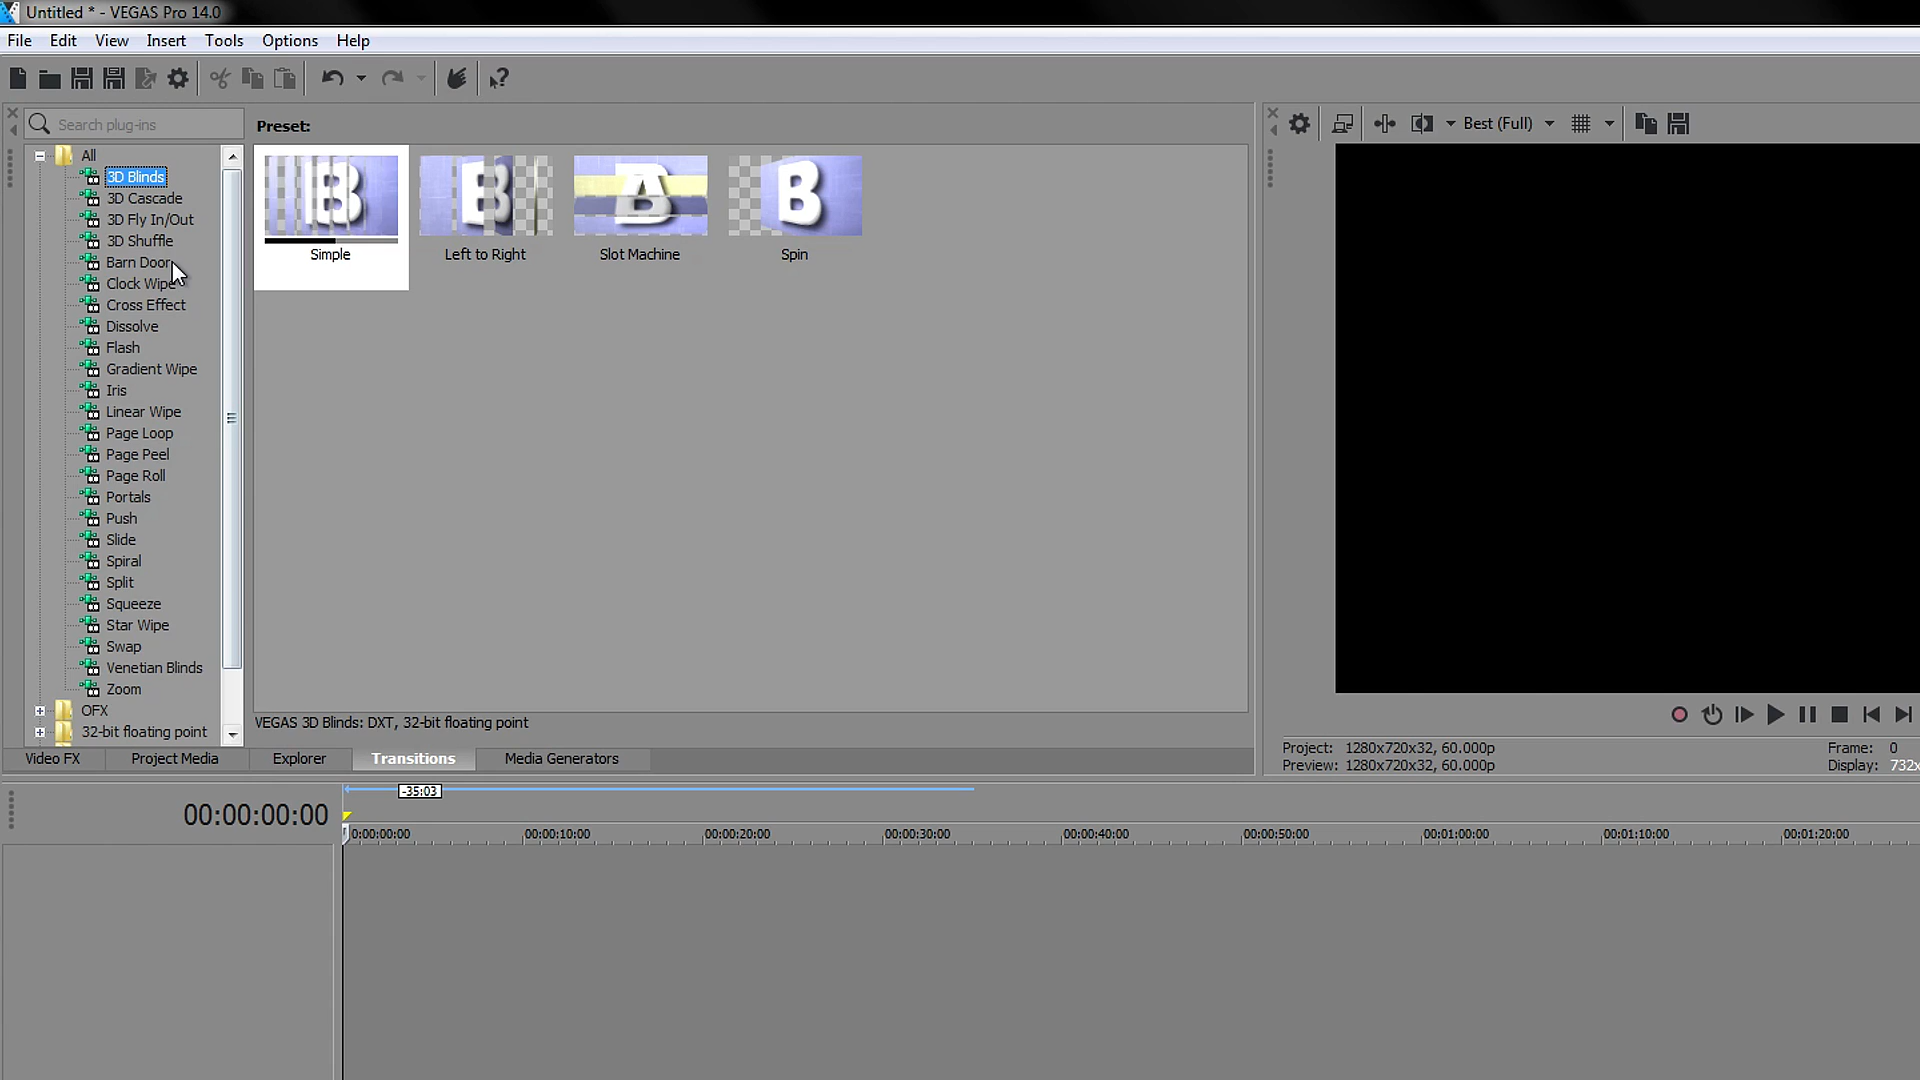 Untitled * - VEGAS Pro 14.0
File Edit View Insert Tools Options Help
Search plug-ins
Preset:
Best (Full)
All
3D Blinds
3D Cascade
3D Fly In/Out
3D Shuffle
Barn Door
Clock Wipe
Cross Effect
Dissolve
Flash
Gradient Wipe
Iris
Linear Wipe
Page Loop
Page Peel
Page Roll
Portals
Push
Slide
Spiral
Split
Squeeze
Star Wipe
Swap
Venetian Blinds
Zoom
OFX
32-bit floating point
B B A B
Simple Left to Right Slot Machine Spin
VEGAS 3D Blinds: DXT, 32-bit floating point
Video FX Project Media Explorer Transitions Media Generators
Project: 1280x720x32, 60.000p Frame: 0
Preview: 1280x720x32, 60.000p Display: 732x
-35:03
00:00:00:00
0:00:00:00 00:00:10:00 00:00:20:00 00:00:30:00 00:00:40:00 00:00:50:00 00:01:00:00 00:01:10:00 00:01:20:00